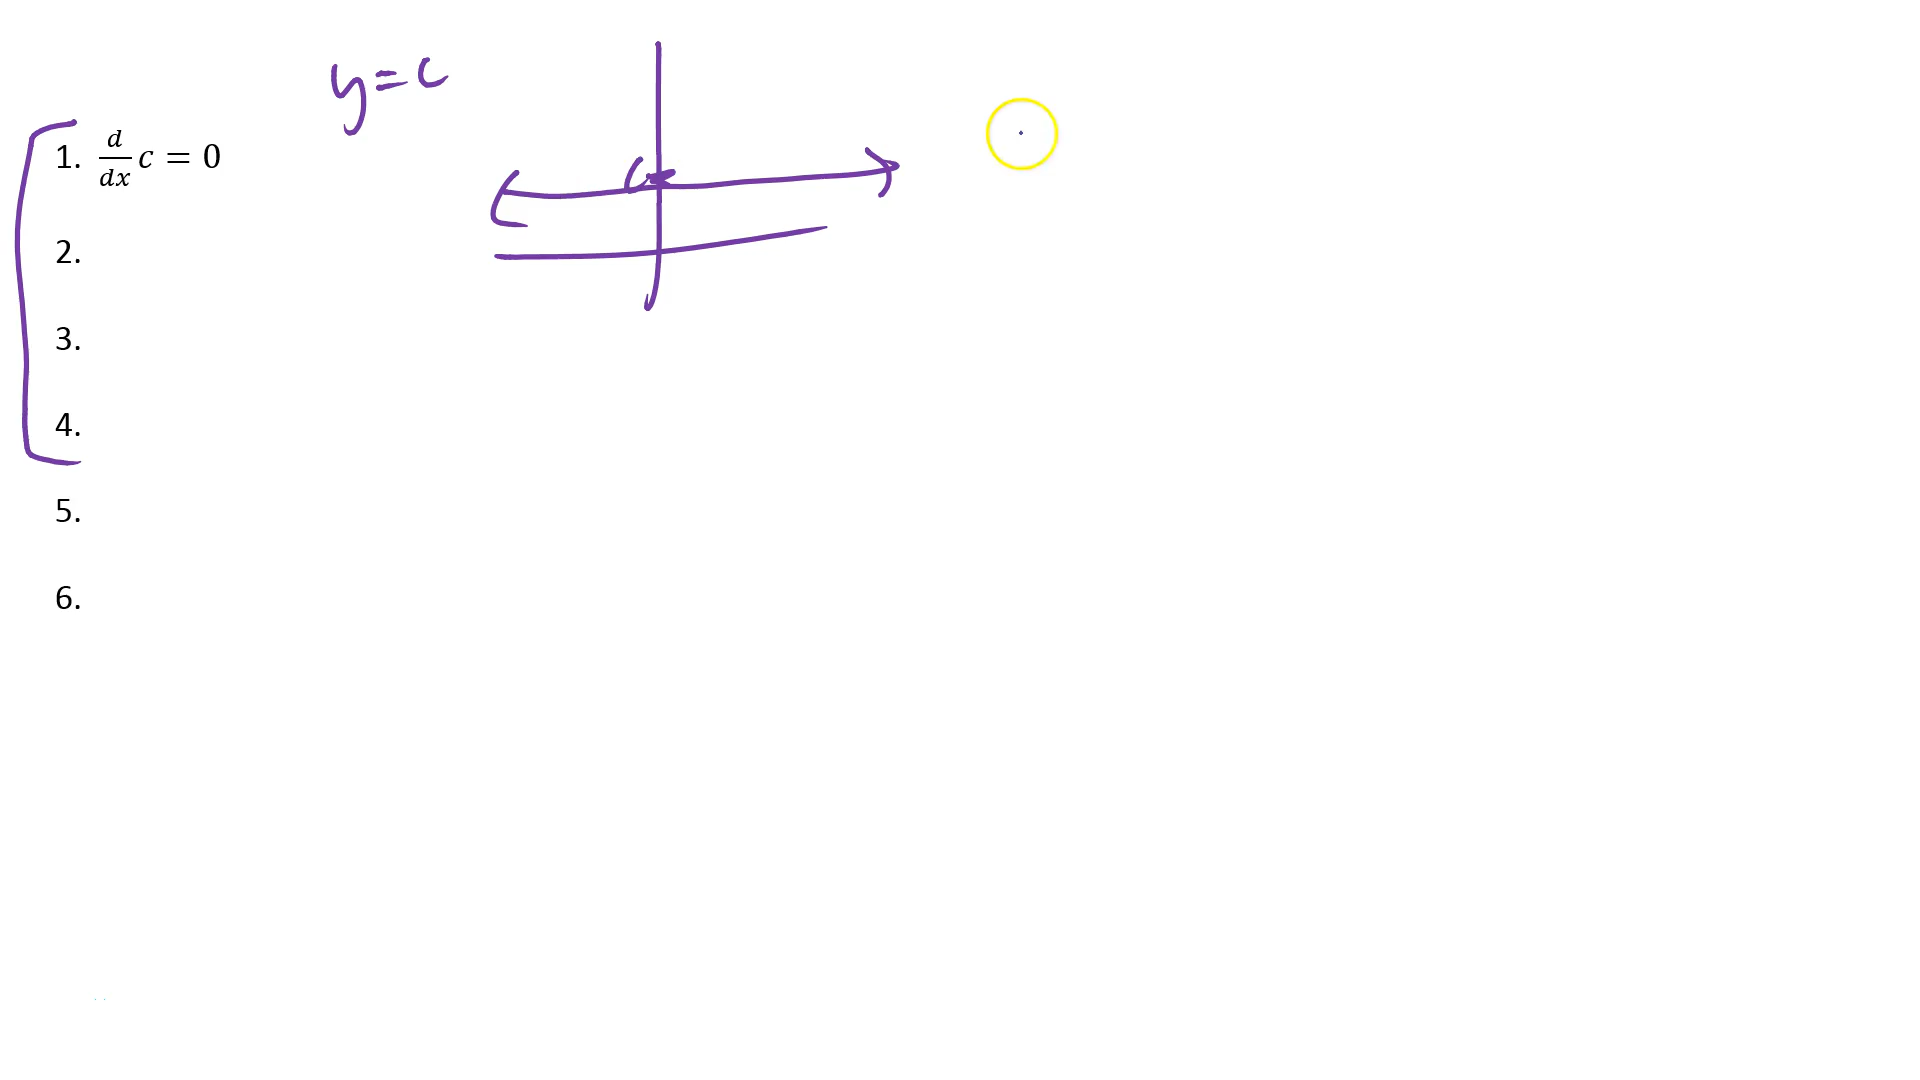 y=c
1. d/dx c = 0
c
2.
3.
4.
5.
6.